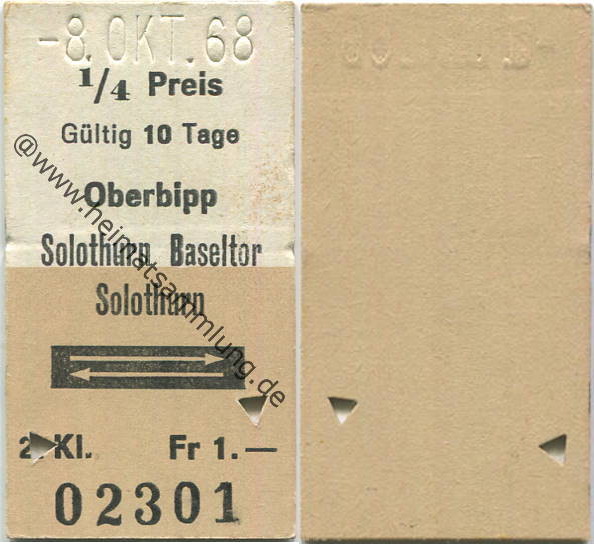 -8.OKT.68
1/4 Preis
Gültig 10 Tage
Oberbipp
Solothurn Baseltor
Solothurn
2. Kl. Fr 1.—
02301
@www.heimatsammlung.de